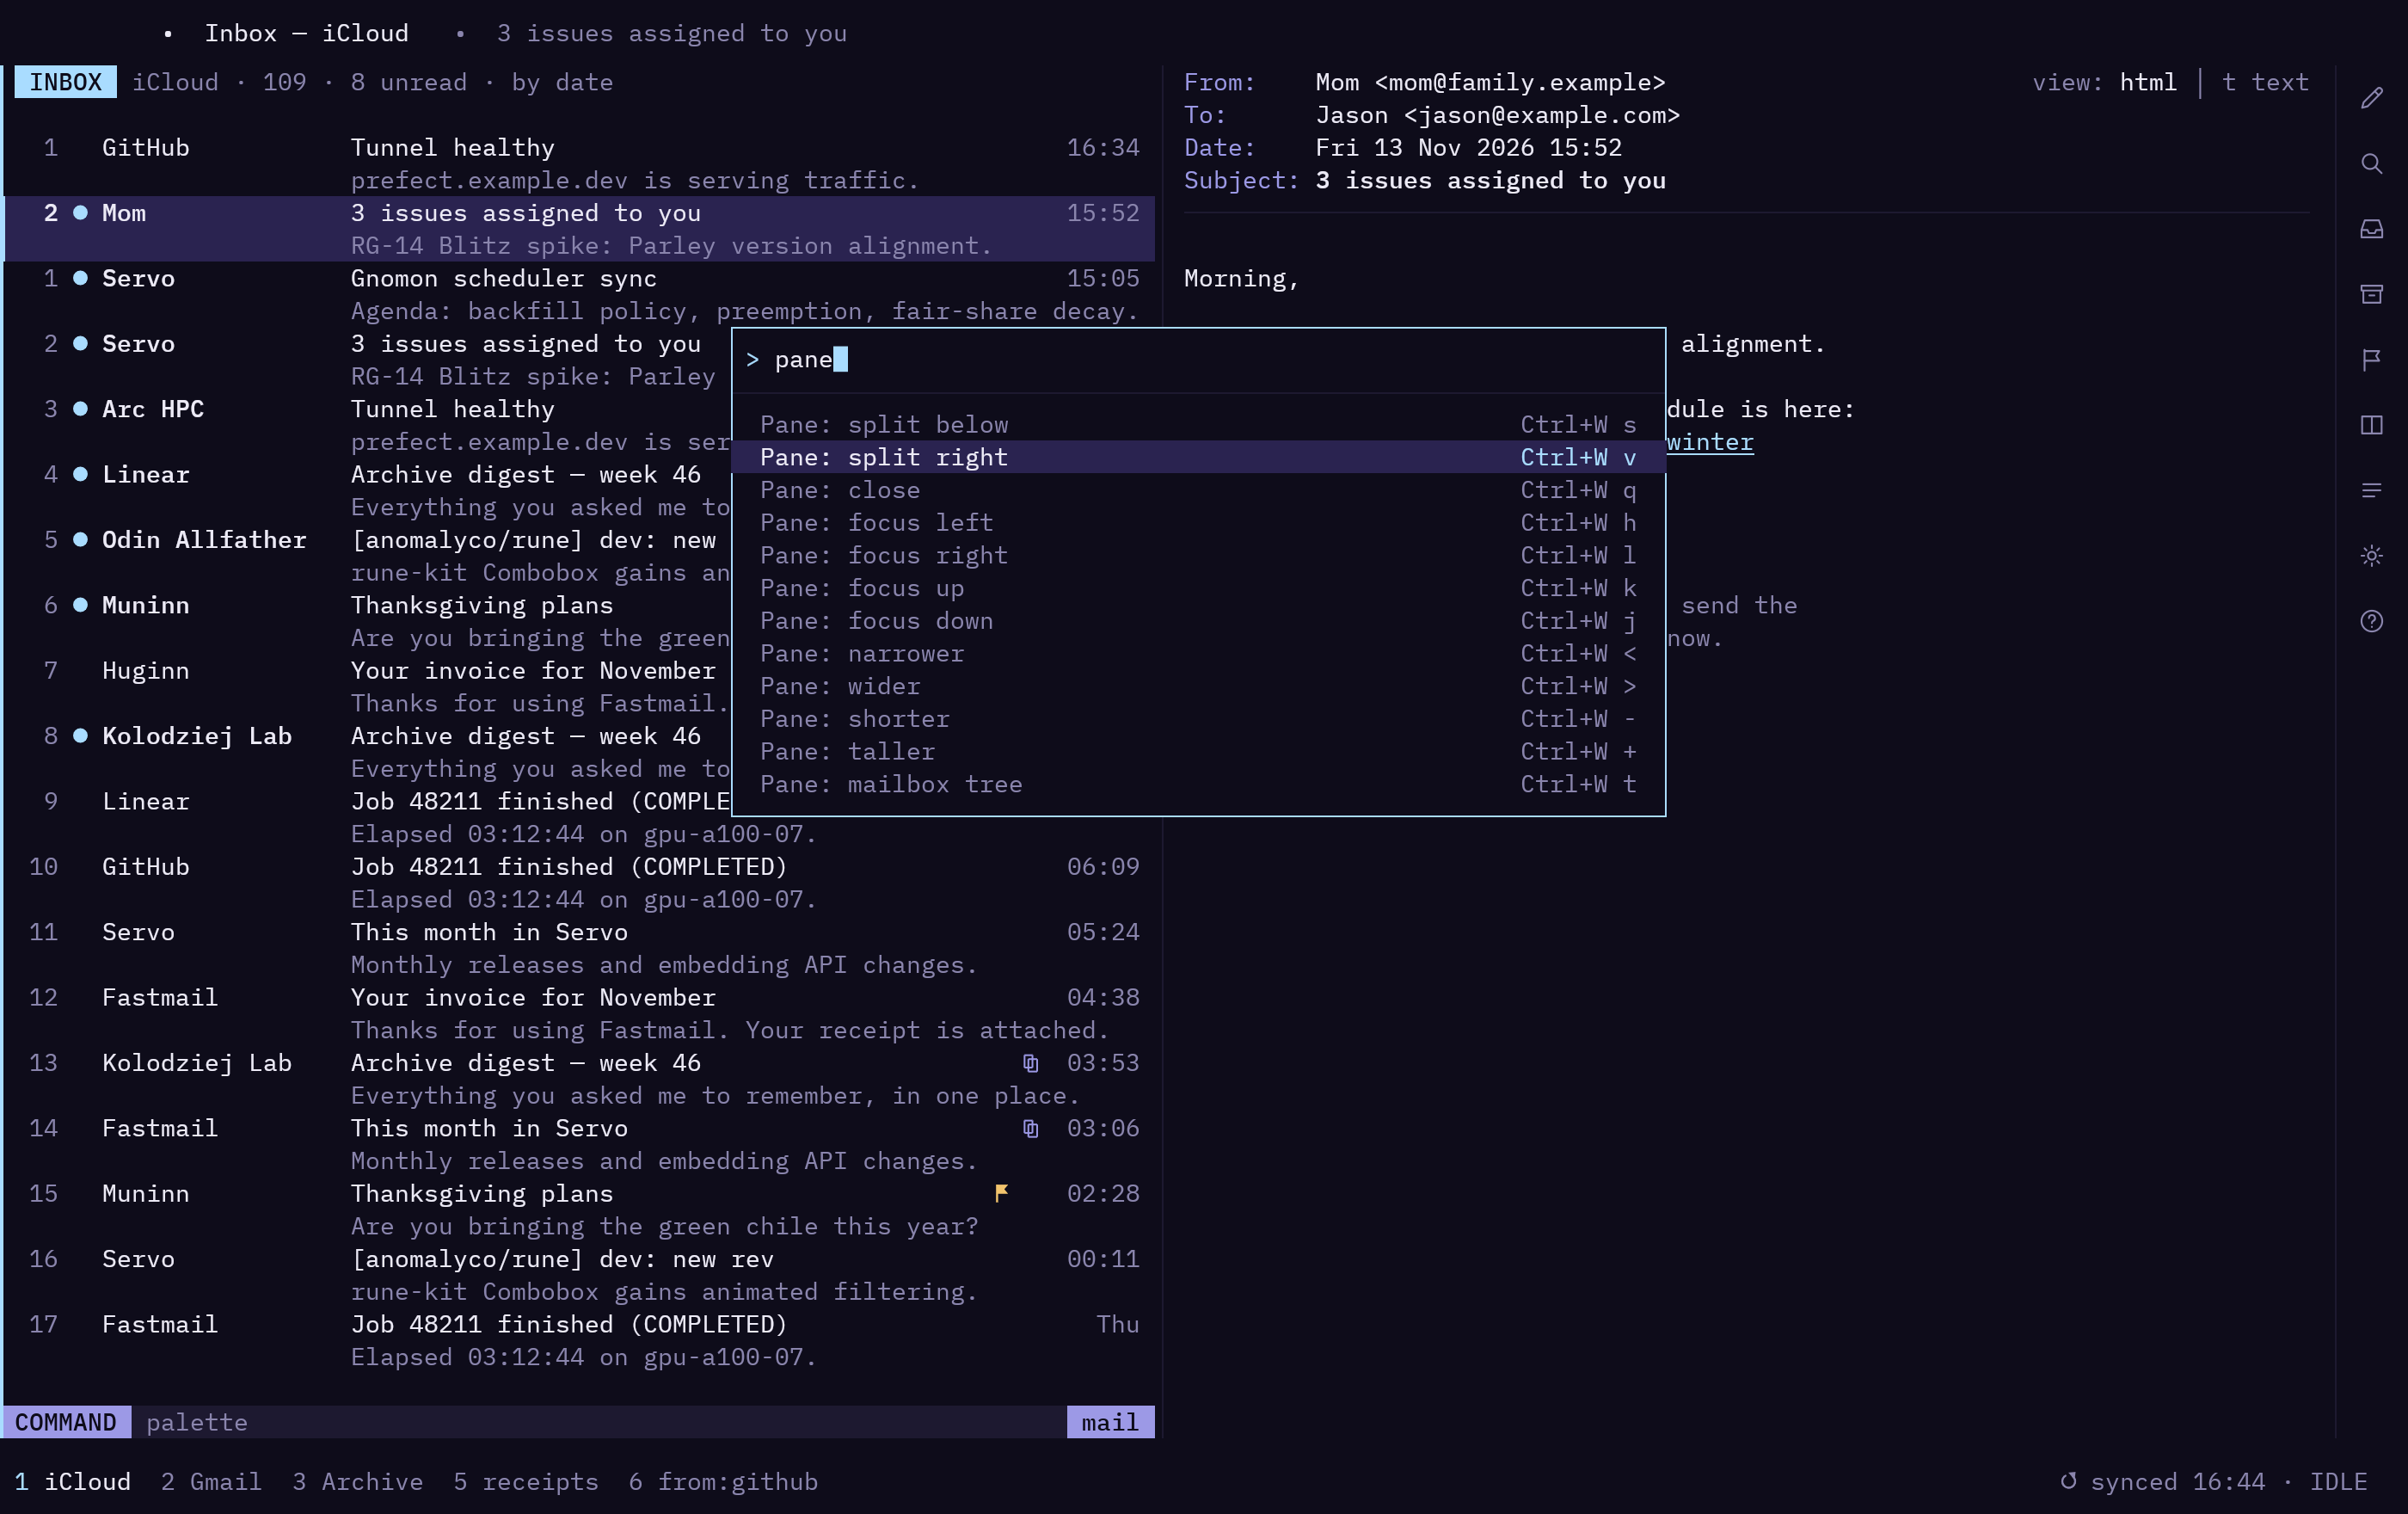 • Inbox — iCloud • 3 issues assigned to you
INBOX iCloud · 109 · 8 unread · by date
1 GitHub Tunnel healthy 16:34
prefect.example.dev is serving traffic.
2 Mom 3 issues assigned to you 15:52
RG-14 Blitz spike: Parley version alignment.
1 Servo Gnomon scheduler sync 15:05
Agenda: backfill policy, preemption, fair-share decay.
2 Servo 3 issues assigned to you
RG-14 Blitz spike: Parley
3 Arc HPC Tunnel healthy
prefect.example.dev is ser
4 Linear Archive digest — week 46
Everything you asked me to
5 Odin Allfather [anomalyco/rune] dev: new
rune-kit Combobox gains an
6 Muninn Thanksgiving plans
Are you bringing the green
7 Huginn Your invoice for November
Thanks for using Fastmail.
8 Kolodziej Lab Archive digest — week 46
Everything you asked me to
9 Linear Job 48211 finished (COMPLE
Elapsed 03:12:44 on gpu-a100-07.
10 GitHub Job 48211 finished (COMPLETED) 06:09
Elapsed 03:12:44 on gpu-a100-07.
11 Servo This month in Servo 05:24
Monthly releases and embedding API changes.
12 Fastmail Your invoice for November 04:38
Thanks for using Fastmail. Your receipt is attached.
13 Kolodziej Lab Archive digest — week 46 03:53
Everything you asked me to remember, in one place.
14 Fastmail This month in Servo 03:06
Monthly releases and embedding API changes.
15 Muninn Thanksgiving plans 02:28
Are you bringing the green chile this year?
16 Servo [anomalyco/rune] dev: new rev 00:11
rune-kit Combobox gains animated filtering.
17 Fastmail Job 48211 finished (COMPLETED) Thu
Elapsed 03:12:44 on gpu-a100-07.
COMMAND palette mail
> pane
Pane: split below Ctrl+W s
Pane: split right Ctrl+W v
Pane: close Ctrl+W q
Pane: focus left Ctrl+W h
Pane: focus right Ctrl+W l
Pane: focus up Ctrl+W k
Pane: focus down Ctrl+W j
Pane: narrower Ctrl+W <
Pane: wider Ctrl+W >
Pane: shorter Ctrl+W -
Pane: taller Ctrl+W +
Pane: mailbox tree Ctrl+W t
From: Mom <mom@family.example> view: html | t text
To: Jason <jason@example.com>
Date: Fri 13 Nov 2026 15:52
Subject: 3 issues assigned to you
Morning,
alignment.
dule is here:
winter
send the
now.
1 iCloud 2 Gmail 3 Archive 5 receipts 6 from:github synced 16:44 · IDLE